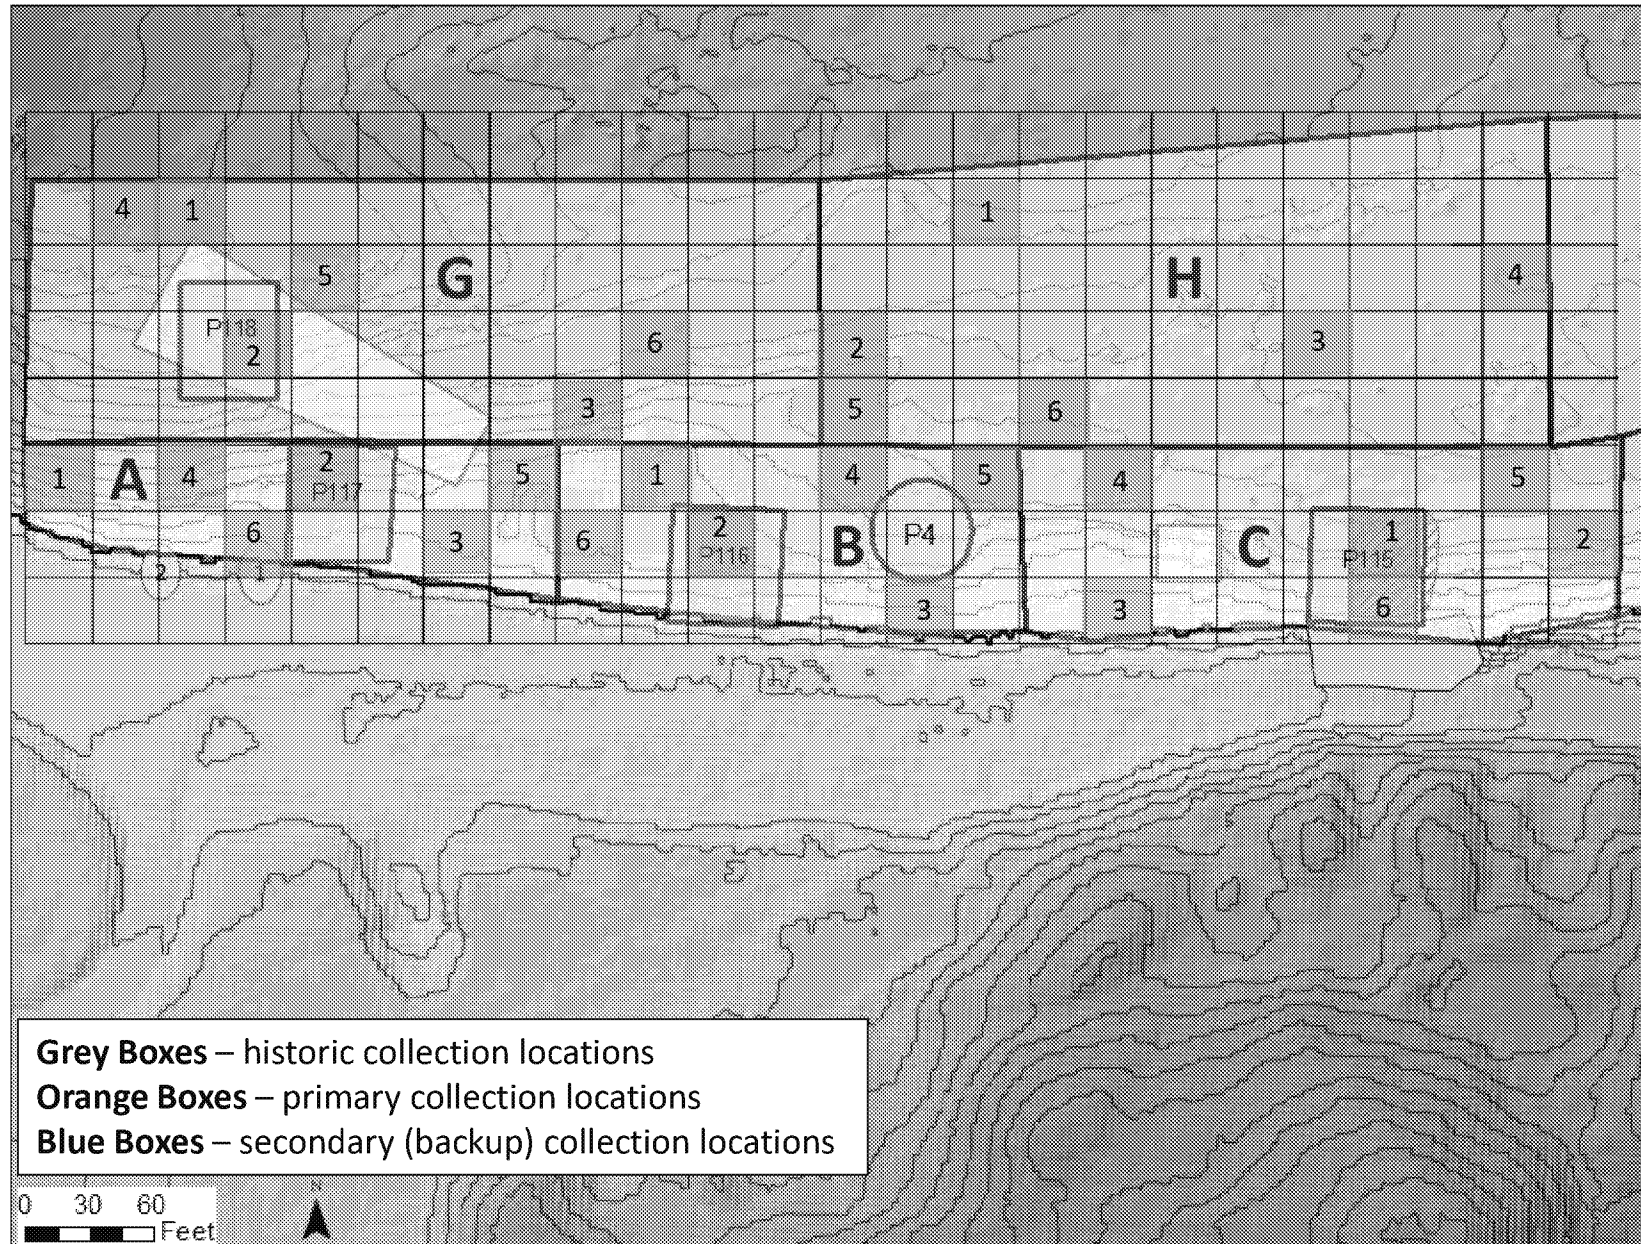 4 1 1
5 G H 4
P118 2 6 2 3
3 5 6
1 A 4 2 5 1 4 5 4 5
P117
6 3 6 2 B P4 C 1 2
P116 P115
2 1
3 3 6
Grey Boxes – historic collection locations
Orange Boxes – primary collection locations
Blue Boxes – secondary (backup) collection locations
0 30 60
Feet
N